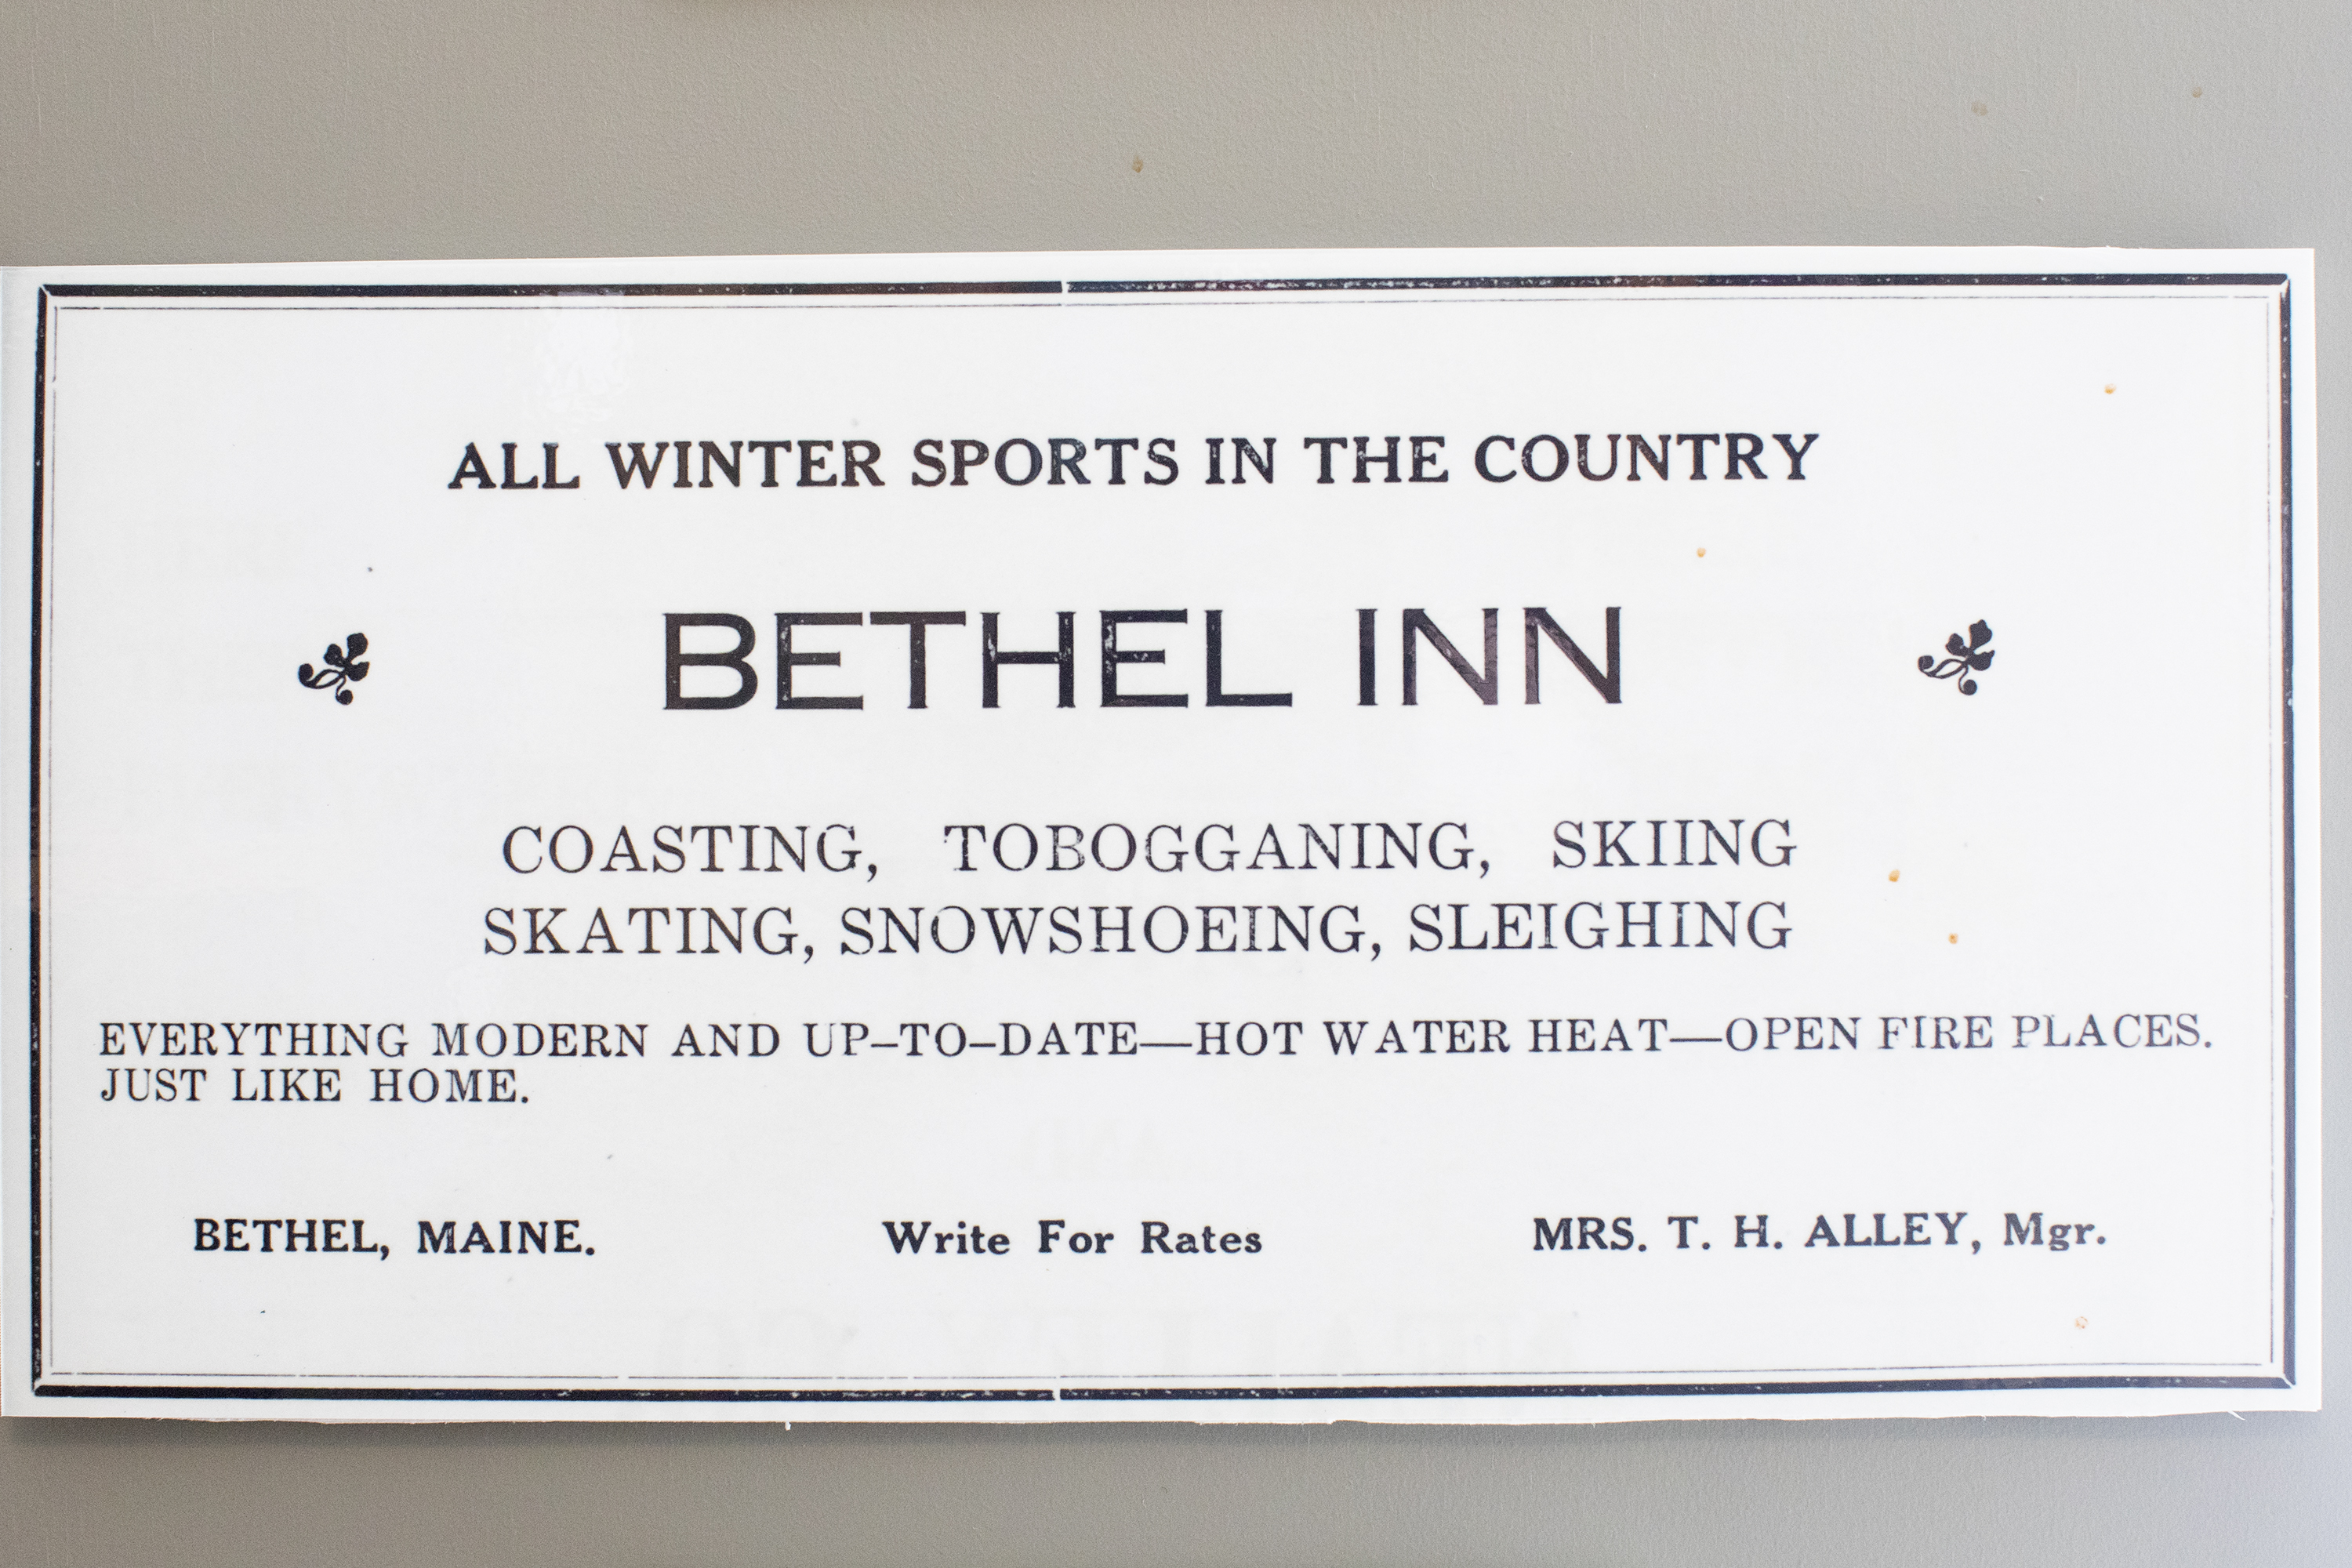 ALL WINTER SPORTS IN THE COUNTRY
BETHEL INN
COASTING, TOBOGGANING, SKIING
SKATING, SNOWSHOEING, SLEIGHING
EVERYTHING MODERN AND UP–TO–DATE—HOT WATER HEAT—OPEN FIRE PLACES.
JUST LIKE HOME.
BETHEL, MAINE. Write For Rates MRS. T. H. ALLEY, Mgr.